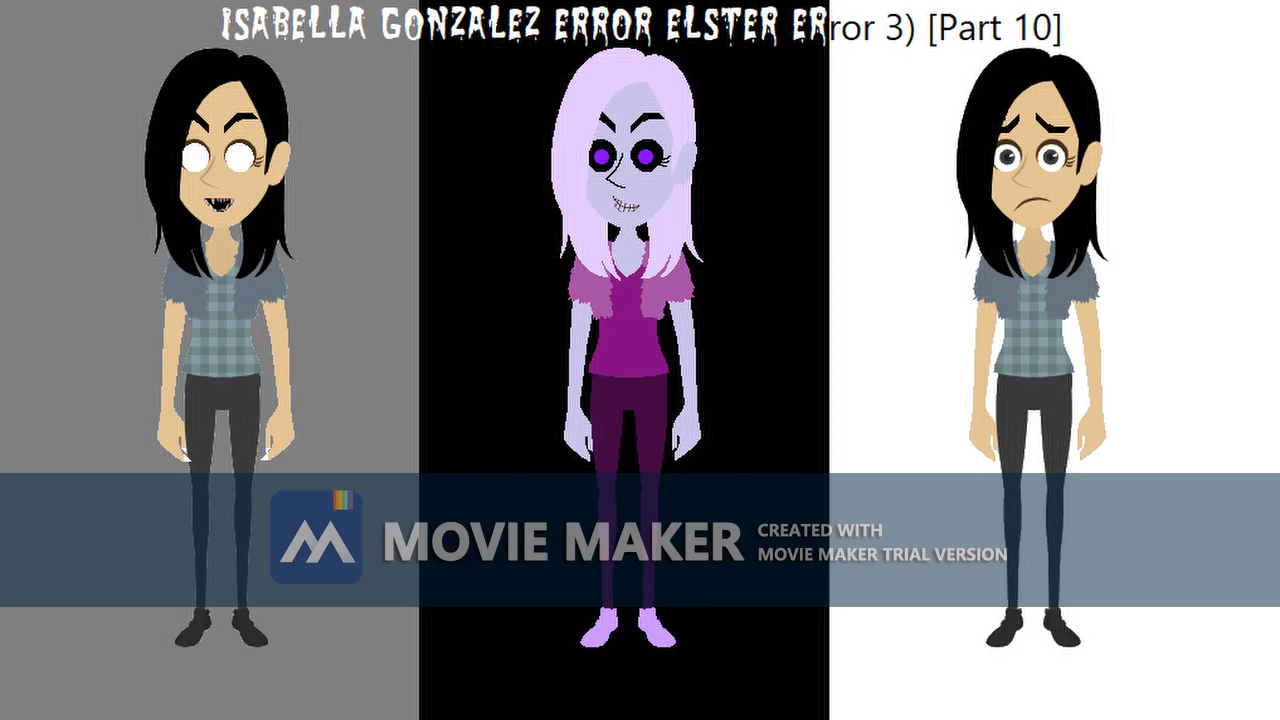 ISABELLA GONZALEZ ERROR ELSTER ERror 3) [Part 10]
MOVIE MAKER
CREATED WITH
MOVIE MAKER TRIAL VERSION